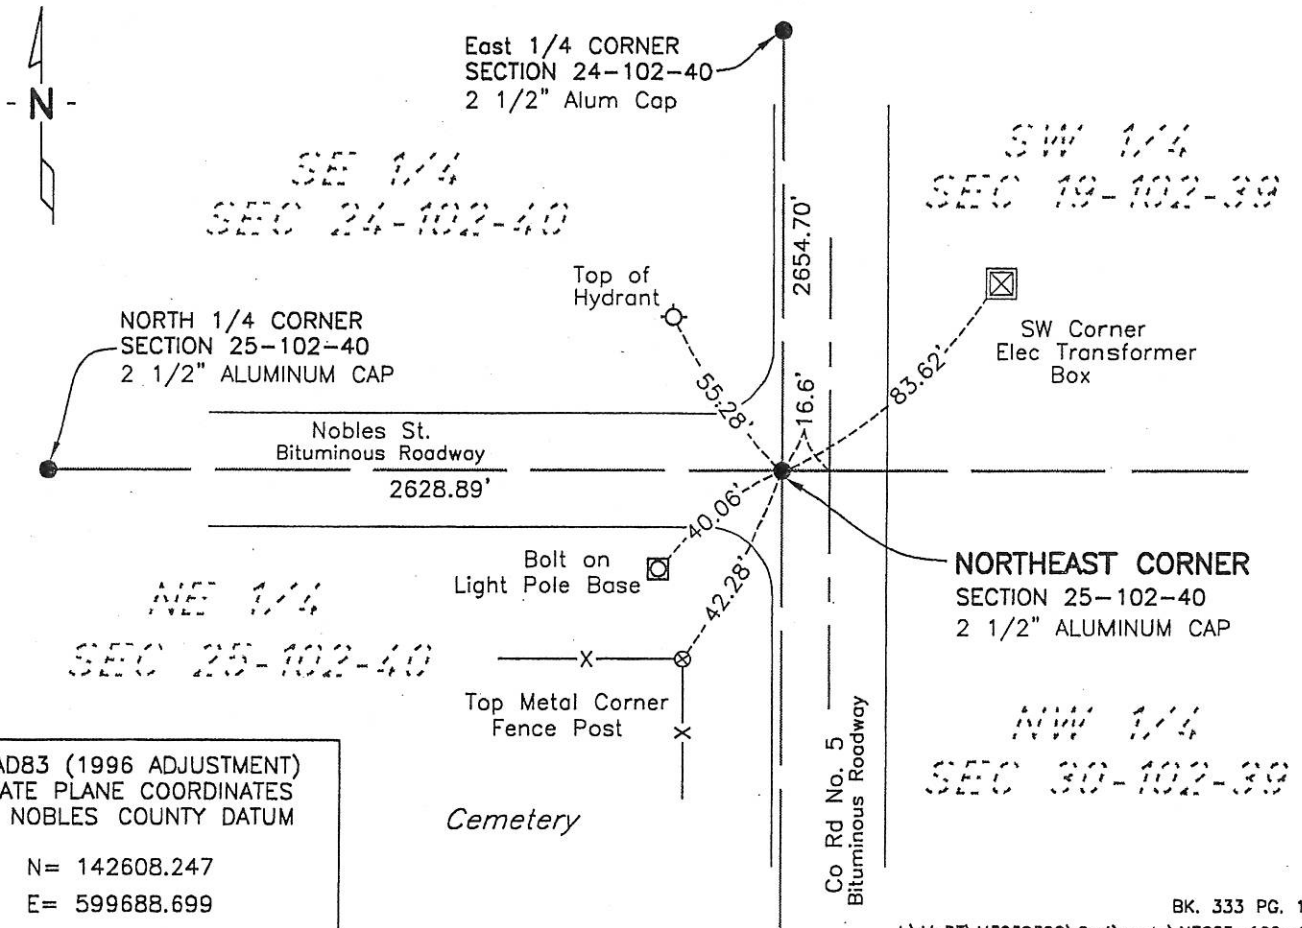 East 1/4 CORNER
SECTION 24-102-40
2 1/2" Alum Cap
- N -
SE 1/4
SEC 24-102-40
SW 1/4
SEC 19-102-39
2654.70'
Top of
Hydrant
NORTH 1/4 CORNER
SECTION 25-102-40
2 1/2" ALUMINUM CAP
SW Corner
Elec Transformer
Box
55.28'
16.6'
83.62'
Nobles St.
Bituminous Roadway
2628.89'
40.06'
Bolt on
Light Pole Base
42.28'
NORTHEAST CORNER
SECTION 25-102-40
2 1/2" ALUMINUM CAP
NE 1/4
SEC 25-102-40
X
Top Metal Corner
Fence Post
X
Co Rd No. 5
Bituminous Roadway
NW 1/4
SEC 30-102-39
AD83 (1996 ADJUSTMENT)
ATE PLANE COORDINATES
NOBLES COUNTY DATUM
N= 142608.247
E= 599688.699
Cemetery
BK. 333 PG. 1